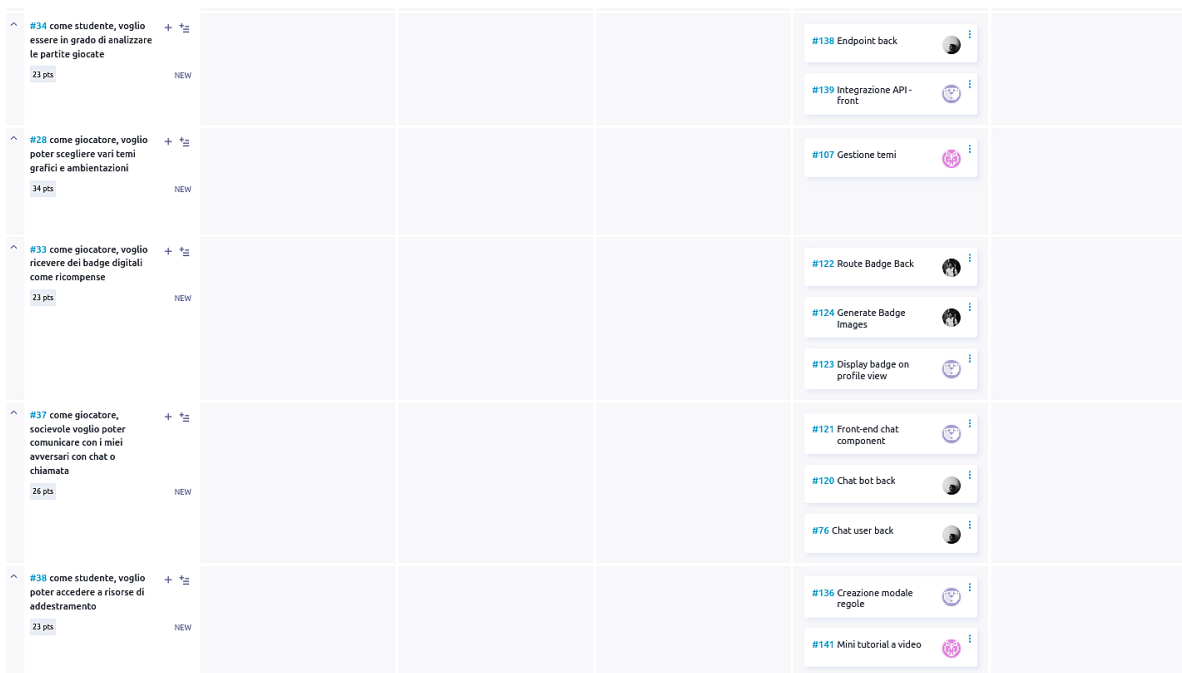 #34 come studente, voglio
essere in grado di analizzare
le partite giocate
23 pts
NEW
#138 Endpoint back
#139 Integrazione API -
front
#28 come giocatore, voglio
poter scegliere vari temi
grafici e ambientazioni
34 pts
NEW
#107 Gestione temi
#33 come giocatore, voglio
ricevere dei badge digitali
come ricompense
23 pts
NEW
#122 Route Badge Back
#124 Generate Badge
Images
#123 Display badge on
profile view
#37 come giocatore,
socievole voglio poter
comunicare con i miei
avversari con chat o
chiamata
26 pts
NEW
#121 Front-end chat
component
#120 Chat bot back
#76 Chat user back
#38 come studente, voglio
poter accedere a risorse di
addestramento
23 pts
NEW
#136 Creazione modale
regole
#141 Mini tutorial a video